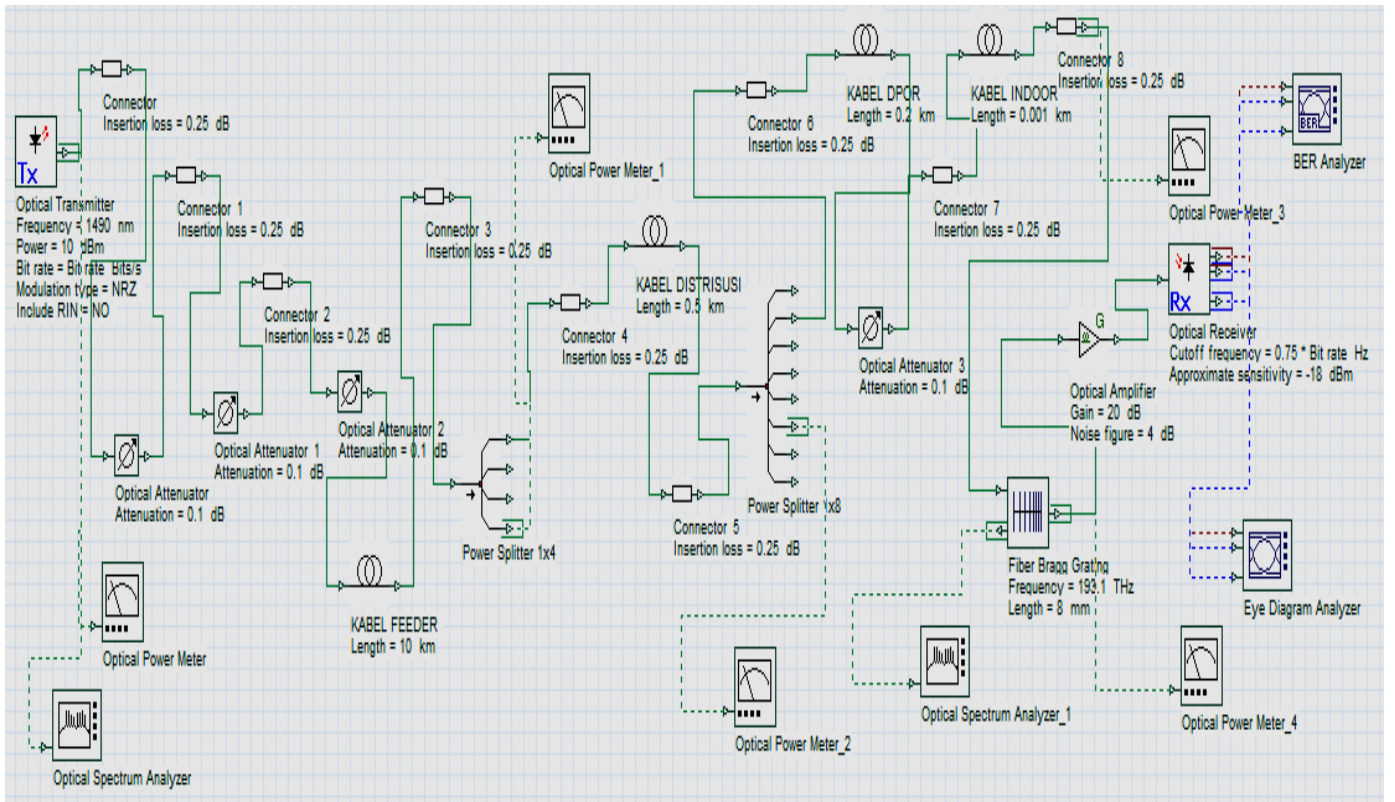 Connector
Insertion loss = 0.25 dB
Tx
Optical Transmitter
Frequency = 1490 nm
Power = 10 dBm
Bit rate = Bit rate Bits/s
Modulation type = NRZ
Include RIN = NO
Connector 1
Insertion loss = 0.25 dB
Connector 2
Insertion loss = 0.25 dB
Optical Attenuator
Attenuation = 0.1 dB
Optical Attenuator 1
Attenuation = 0.1 dB
Optical Attenuator 2
Attenuation = 0.1 dB
Optical Power Meter
Optical Spectrum Analyzer
KABEL FEEDER
Length = 10 km
Connector 3
Insertion loss = 0.25 dB
Power Splitter 1x4
Optical Power Meter_1
Connector 4
Insertion loss = 0.25 dB
KABEL DISTRISUSI
Length = 0.5 km
Connector 5
Insertion loss = 0.25 dB
Power Splitter 1x8
Optical Power Meter_2
Connector 6
Insertion loss = 0.25 dB
KABEL DPOR
Length = 0.2 km
Optical Attenuator 3
Attenuation = 0.1 dB
Connector 7
Insertion loss = 0.25 dB
KABEL INDOOR
Length = 0.001 km
Connector 8
Insertion loss = 0.25 dB
Optical Power Meter_3
Fiber Bragg Grating
Frequency = 193.1 THz
Length = 8 mm
Optical Spectrum Analyzer_1
Optical Power Meter_4
G
Optical Amplifier
Gain = 20 dB
Noise figure = 4 dB
Rx
Optical Receiver
Cutoff frequency = 0.75 * Bit rate Hz
Approximate sensitivity = -18 dBm
BER
BER Analyzer
Eye Diagram Analyzer